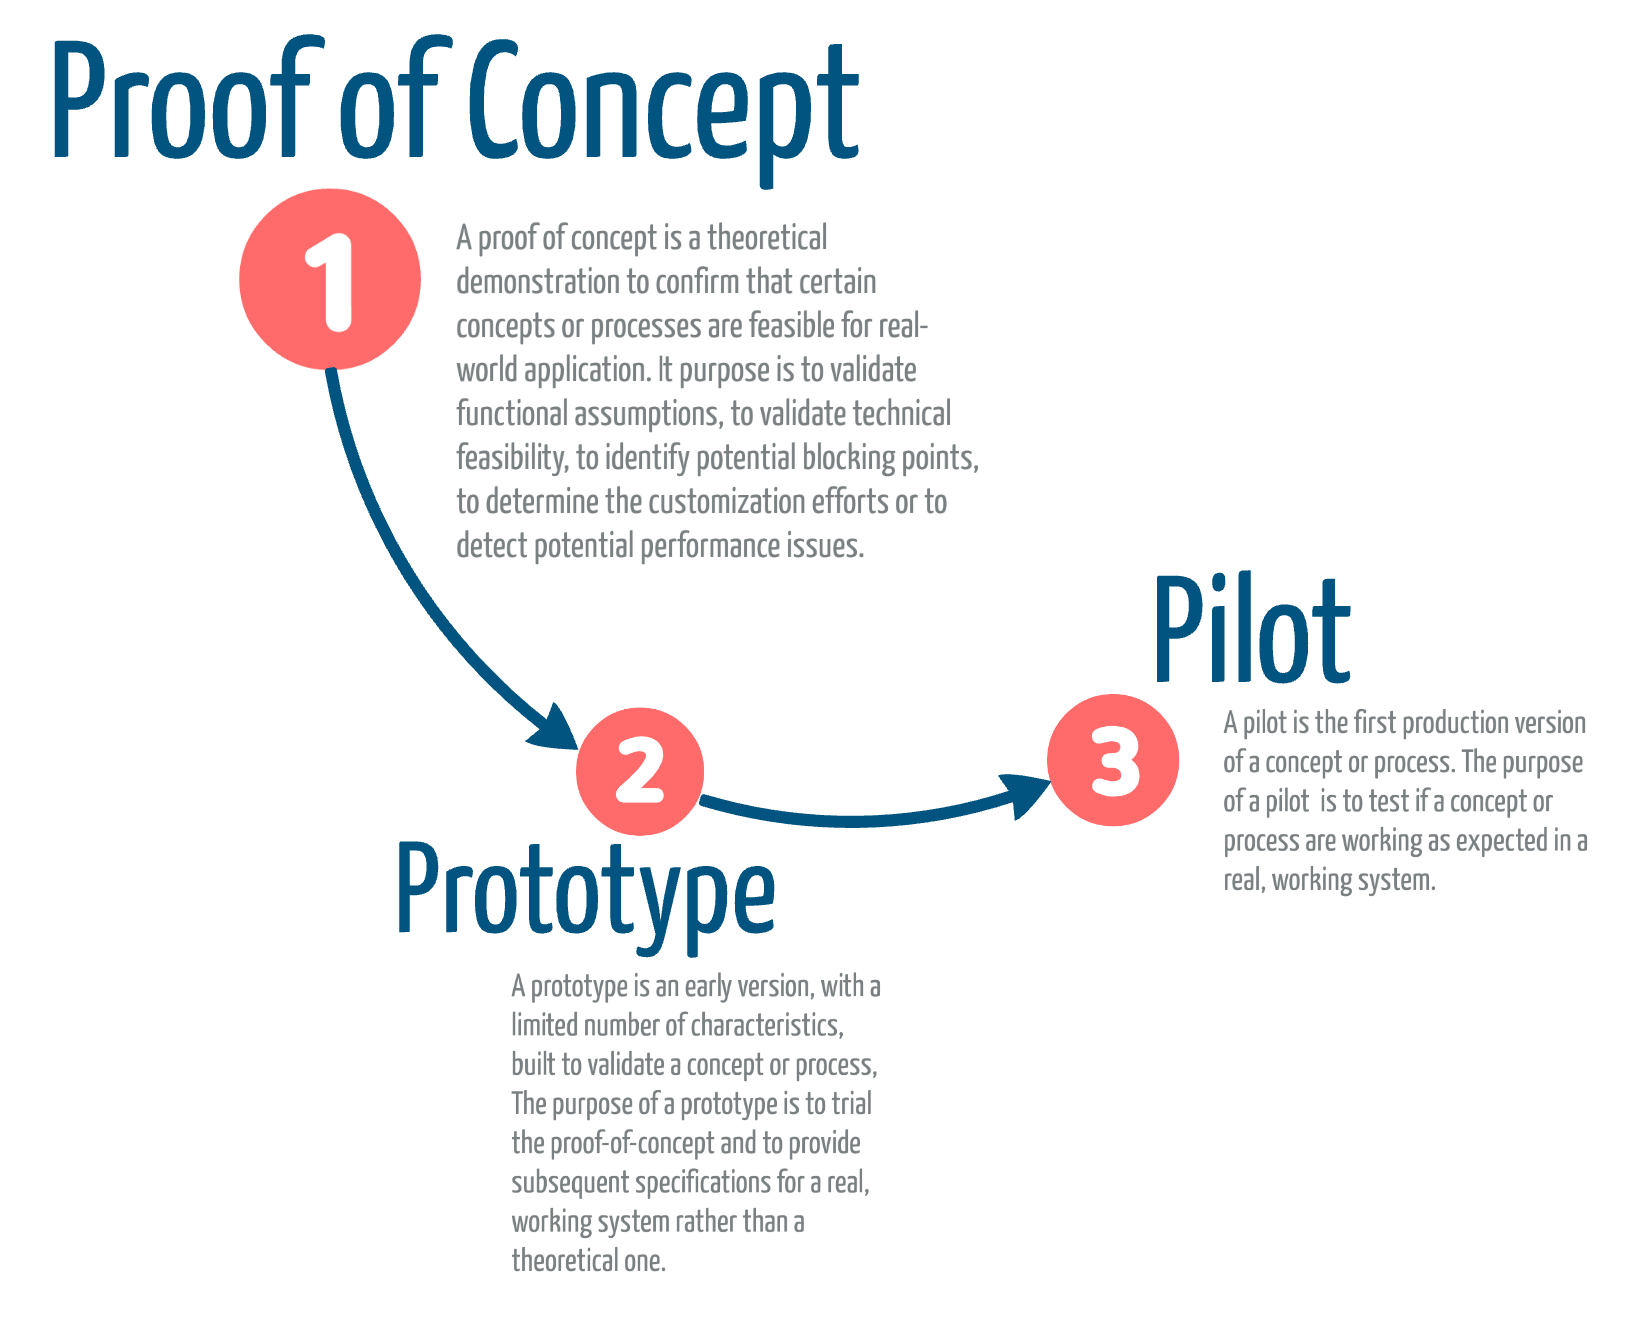 Proof of Concept
1
A proof of concept is a theoretical
demonstration to confirm that certain
concepts or processes are feasible for real-
world application. It purpose is to validate
functional assumptions, to validate technical
feasibility, to identify potential blocking points,
to determine the customization efforts or to
detect potential performance issues.
2
Prototype
A prototype is an early version, with a
limited number of characteristics,
built to validate a concept or process,
The purpose of a prototype is to trial
the proof-of-concept and to provide
subsequent specifications for a real,
working system rather than a
theoretical one.
Pilot
3
A pilot is the first production version
of a concept or process. The purpose
of a pilot  is to test if a concept or
process are working as expected in a
real, working system.